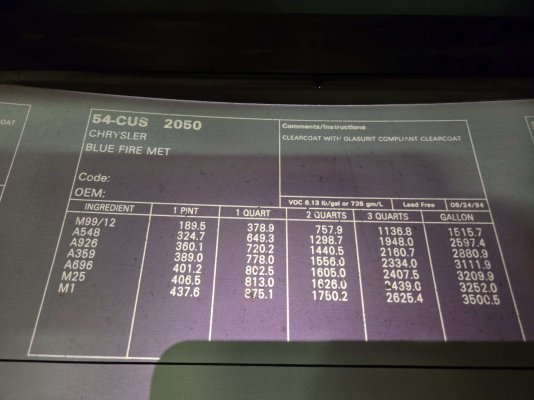 OAT
54-CUS 2050
CHRYSLER
BLUE FIRE MET
Code:
OEM:
Comments/Instructions
CLEARCOAT WITH GLASURIT COMPLIANT CLEARCOAT
VOC 6.13 lb/gal or 735 gm/L Lead Free 08/24/94
INGREDIENT 1 PINT 1 QUART 2 QUARTS 3 QUARTS GALLON
M99/12 189.5 378.9 757.9 1136.8 1515.7
A548 324.7 649.3 1298.7 1948.0 2597.4
A926 360.1 720.2 1440.5 2160.7 2880.9
A359 389.0 778.0 1556.0 2334.0 3111.9
A696 401.2 802.5 1605.0 2407.5 3209.9
M25 406.5 813.0 1626.0 2439.0 3252.0
M1 437.6 875.1 1750.2 2625.4 3500.5